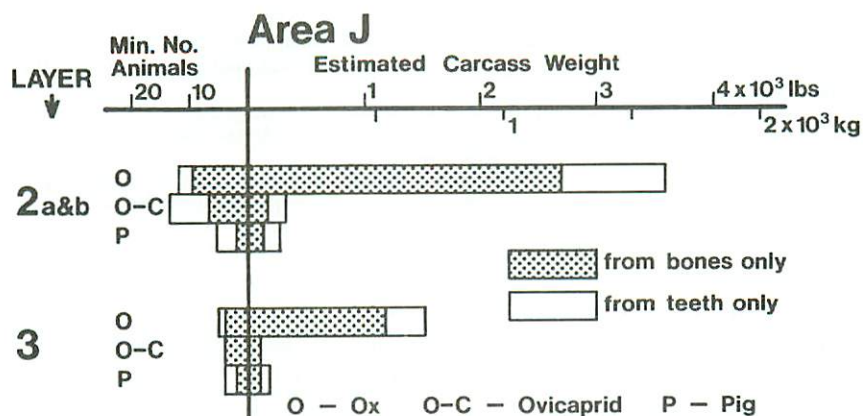 Area J
Min. No.
Animals
Estimated Carcass Weight
LAYER
20 10 1 2 3 4 x 10³ lbs
1 2 x 10³ kg
O
2a&b O-C
P
from bones only
from teeth only
O
3 O-C
P
O – Ox O-C – Ovicaprid P – Pig